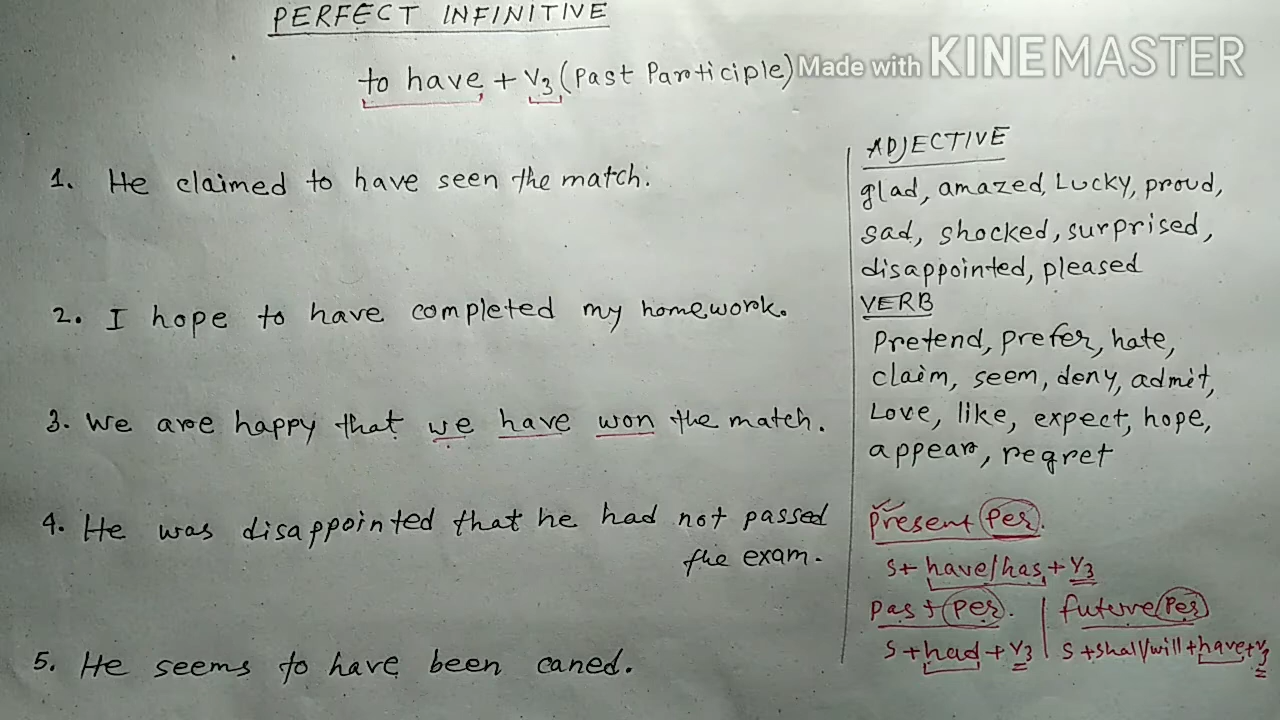 PERFECT INFINITIVE
to have + V3 (Past Participle)
Made with KINEMASTER
1. He claimed to have seen the match.
2. I hope to have completed my homework.
3. We are happy that we have won the match.
4. He was disappointed that he had not passed
the exam.
5. He seems to have been caned.
ADJECTIVE
glad, amazed, Lucky, proud,
sad, shocked, surprised,
disappointed, pleased
VERB
Pretend, prefer, hate,
claim, seem, deny, admit,
Love, like, expect, hope,
appear, regret
Present Per.
S+ have/has + V3
Past Per.
S + had + V3
future Per
S +shall/will+have+V3